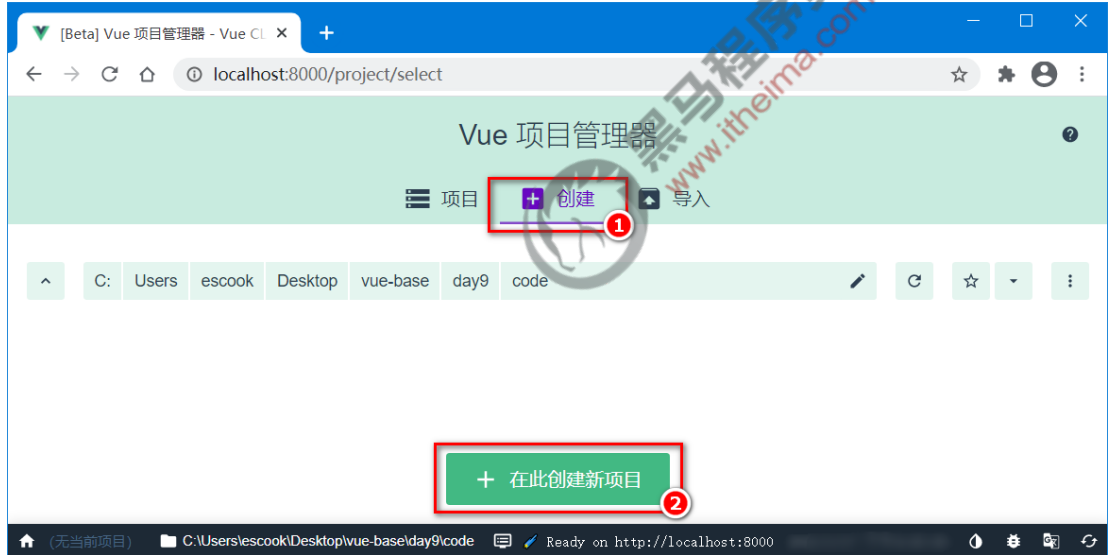 [Beta] Vue 项目管理器 - Vue CL
localhost:8000/project/select
Vue 项目管理器
项目 创建 导入
1
C: Users escook Desktop vue-base day9 code
在此创建新项目
2
(无当前项目) C:\Users\escook\Desktop\vue-base\day9\code Ready on http://localhost:8000
黑马程序员
www.itheima.com